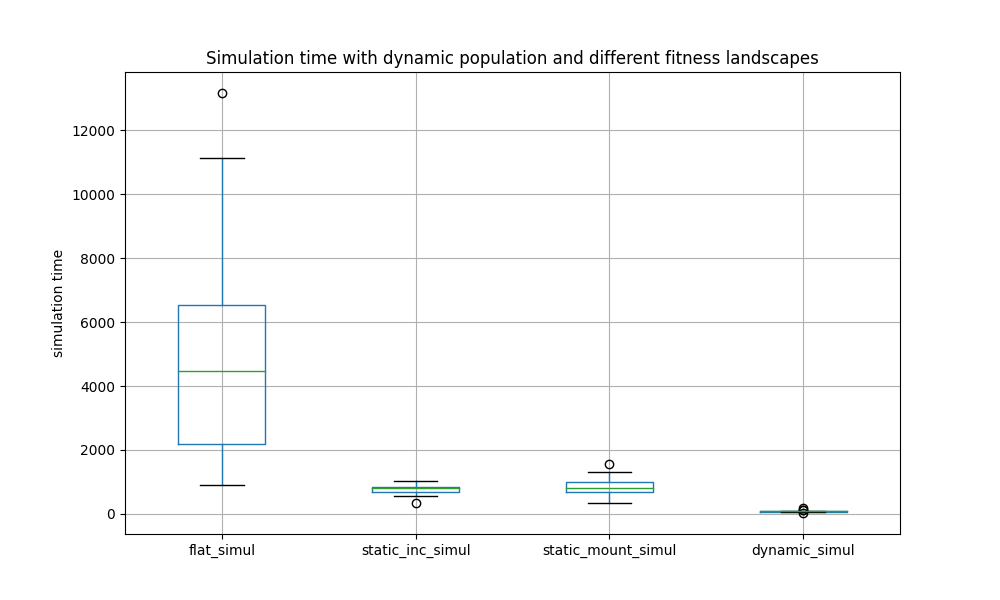 Simulation time with dynamic population and different fitness landscapes
simulation time
12000
10000
8000
6000
4000
2000
0
flat_simul
static_inc_simul
static_mount_simul
dynamic_simul